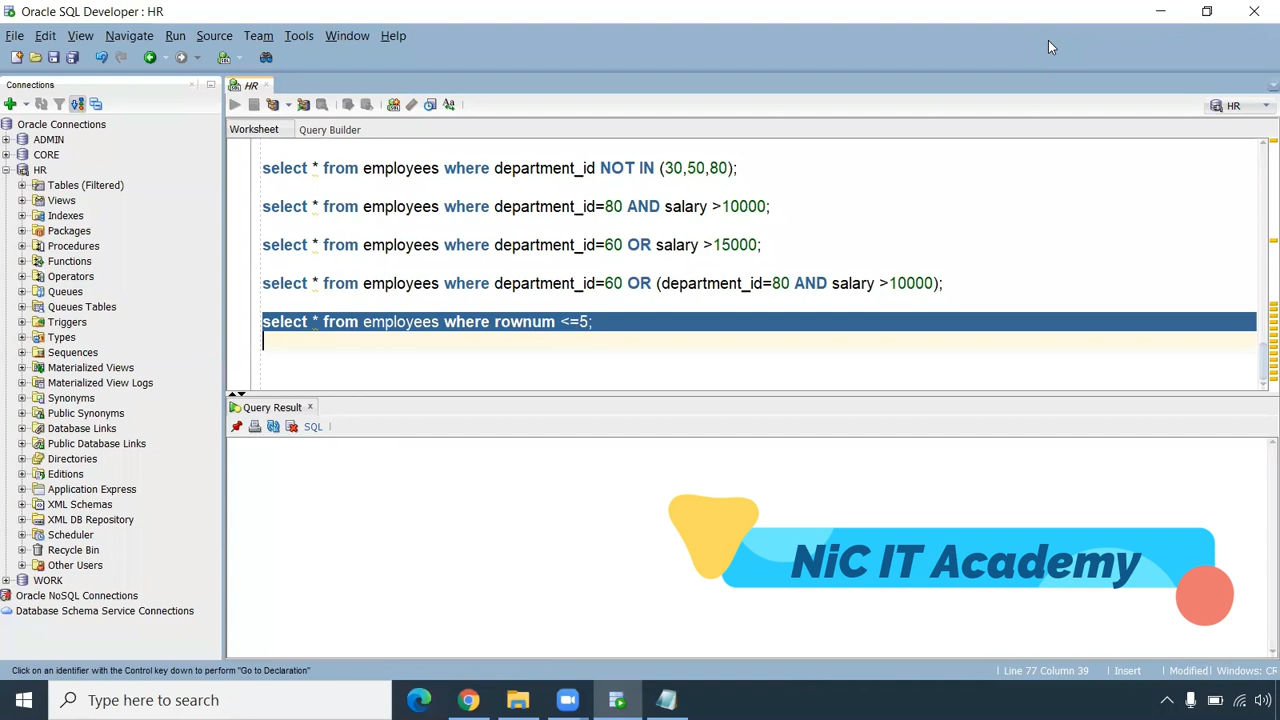 Oracle SQL Developer : HR
File Edit View Navigate Run Source Team Tools Window Help
Connections
HR
HR
Worksheet Query Builder
Oracle Connections
ADMIN
CORE
HR
Tables (Filtered)
Views
Indexes
Packages
Procedures
Functions
Operators
Queues
Queues Tables
Triggers
Types
Sequences
Materialized Views
Materialized View Logs
Synonyms
Public Synonyms
Database Links
Public Database Links
Directories
Editions
Application Express
XML Schemas
XML DB Repository
Scheduler
Recycle Bin
Other Users
WORK
Oracle NoSQL Connections
Database Schema Service Connections
select * from employees where department_id NOT IN (30,50,80);
select * from employees where department_id=80 AND salary >10000;
select * from employees where department_id=60 OR salary >15000;
select * from employees where department_id=60 OR (department_id=80 AND salary >10000);
select * from employees where rownum <=5;
Query Result
SQL
NiC IT Academy
Click on an identifier with the Control key down to perform "Go to Declaration"
Line 77 Column 39 Insert Modified Windows: CR
Type here to search